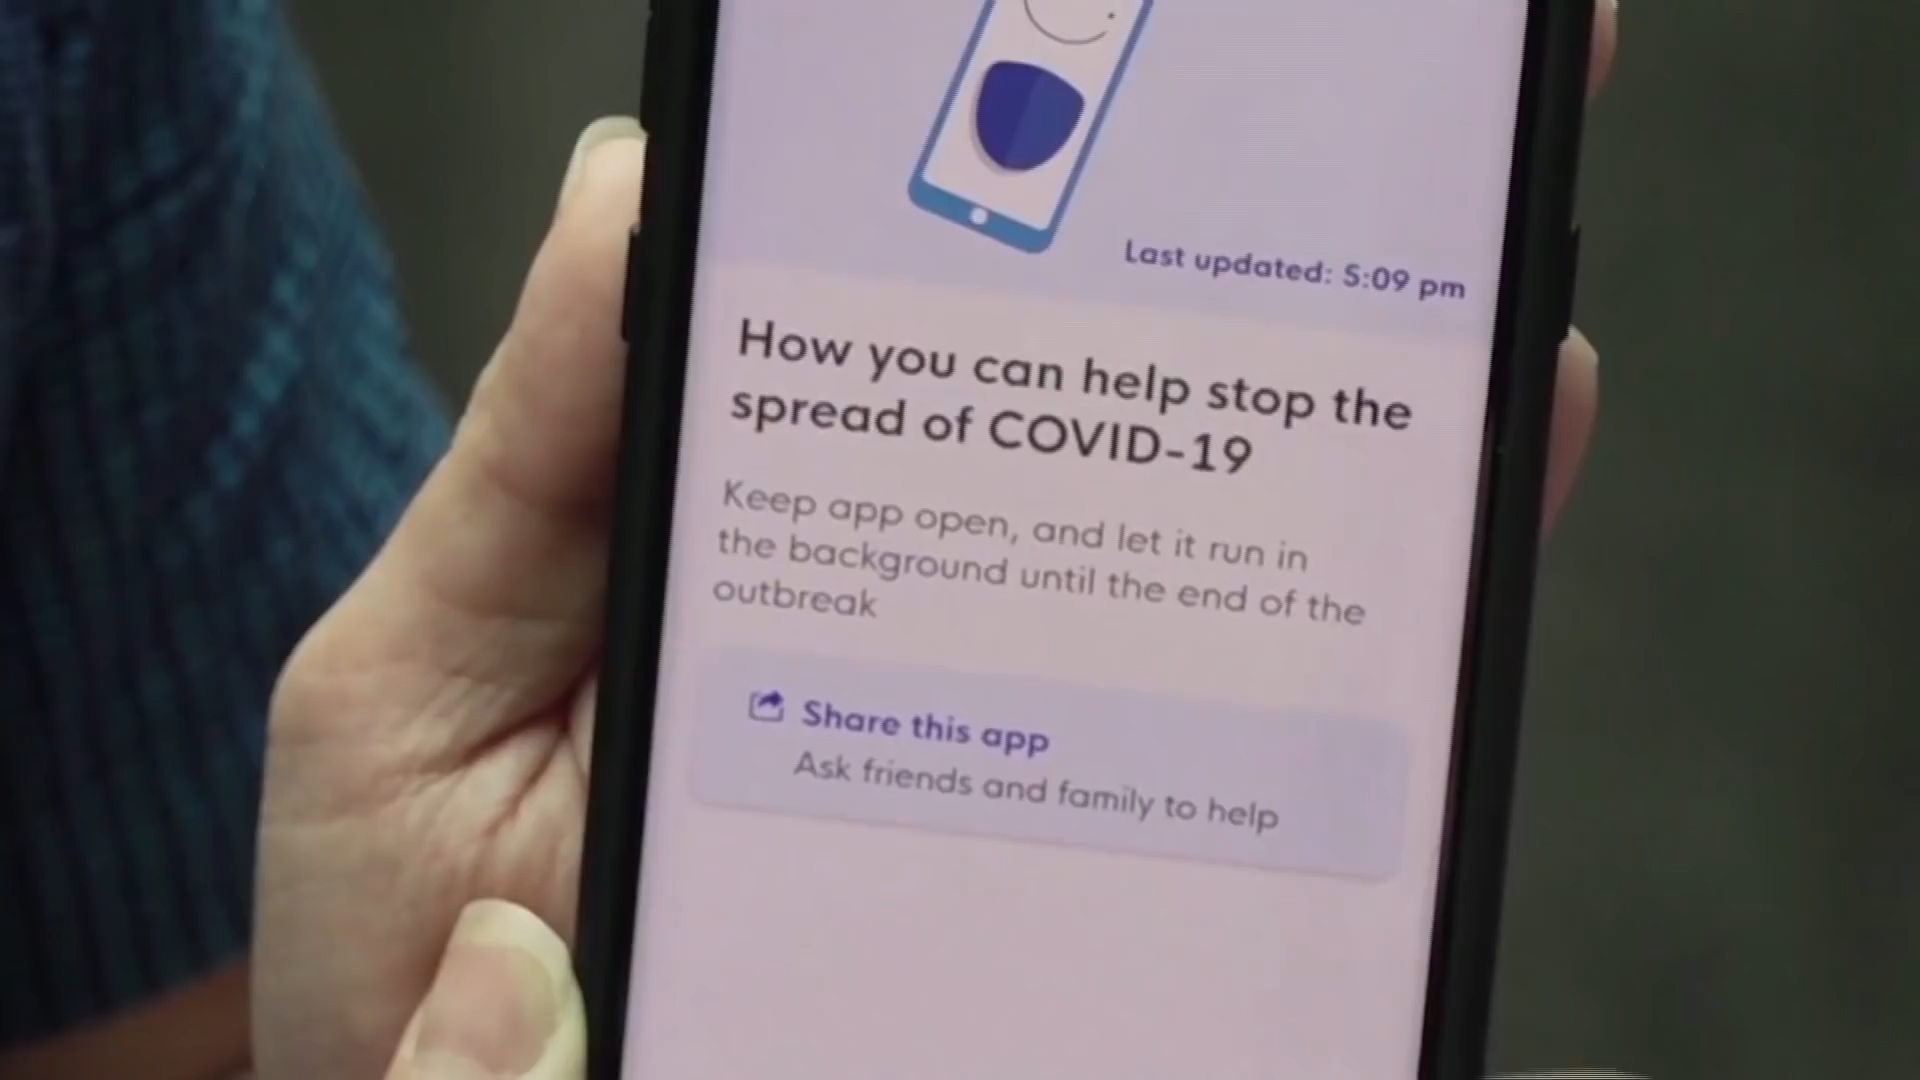 Last updated: 5:09 pm
How you can help stop the
spread of COVID-19
Keep app open, and let it run in
the background until the end of the
outbreak
Share this app
Ask friends and family to help